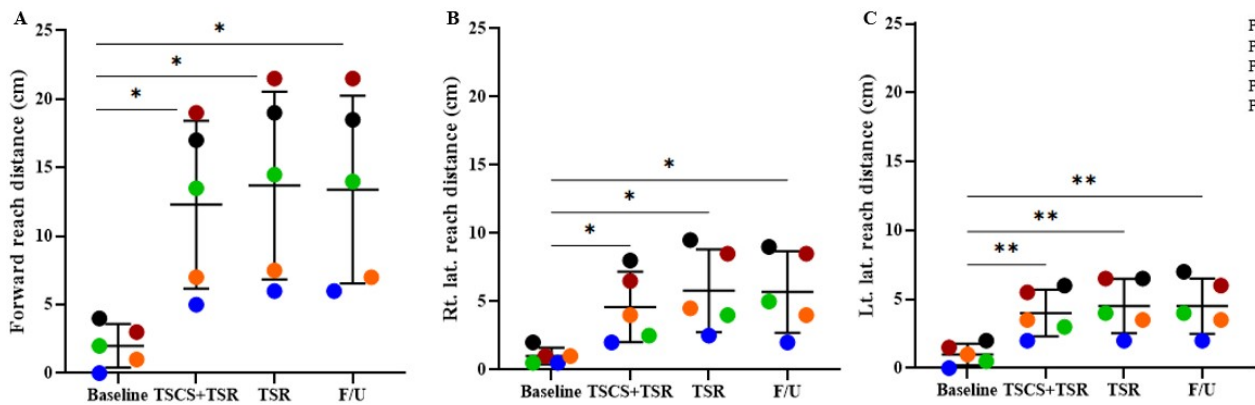 A
Forward reach distance (cm)
25
20
15
10
5
0
*
*
*
Baseline TSCS+TSR TSR F/U
B
Rt. lat. reach distance (cm)
25
20
15
10
5
0
*
*
*
Baseline TSCS+TSR TSR F/U
C
Lt. lat. reach distance (cm)
25
20
15
10
5
0
**
**
**
Baseline TSCS+TSR TSR F/U
P
P
P
P
P